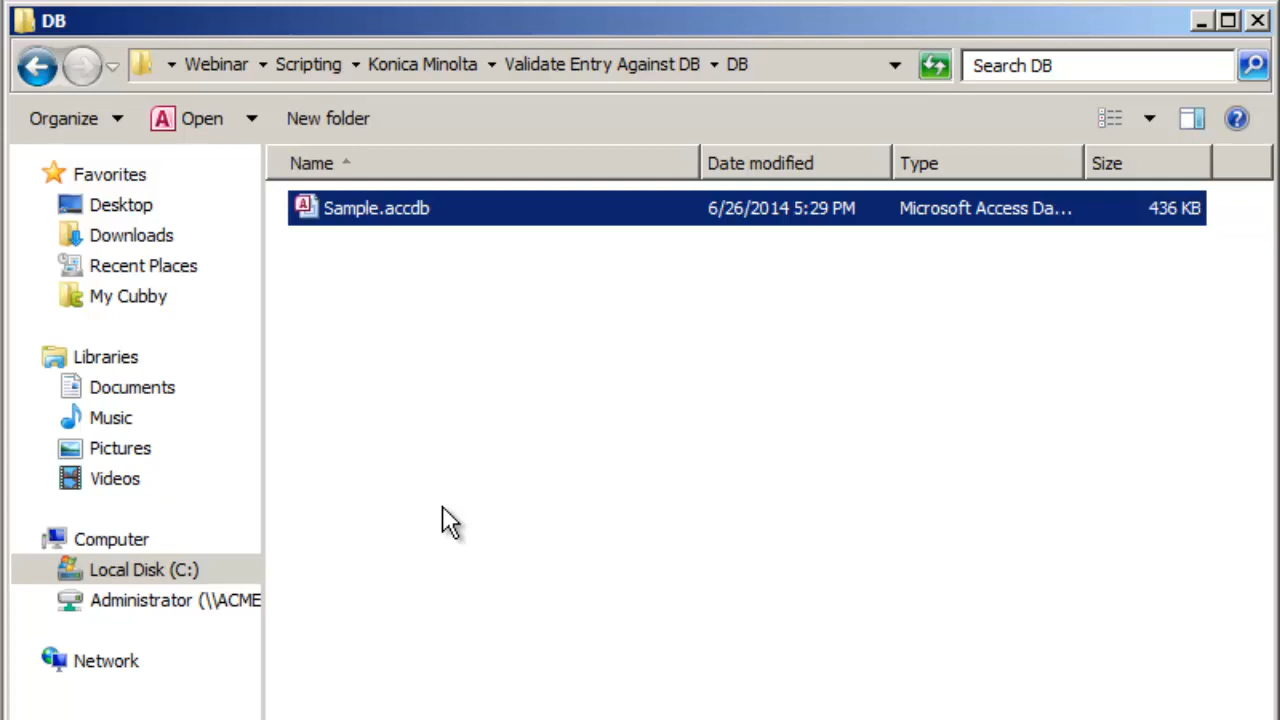 DB
Webinar Scripting Konica Minolta Validate Entry Against DB DB
Search DB
Organize Open New folder
Name Date modified Type Size
Sample.accdb 6/26/2014 5:29 PM Microsoft Access Da... 436 KB
Favorites
Desktop
Downloads
Recent Places
My Cubby
Libraries
Documents
Music
Pictures
Videos
Computer
Local Disk (C:)
Administrator (\\ACME
Network